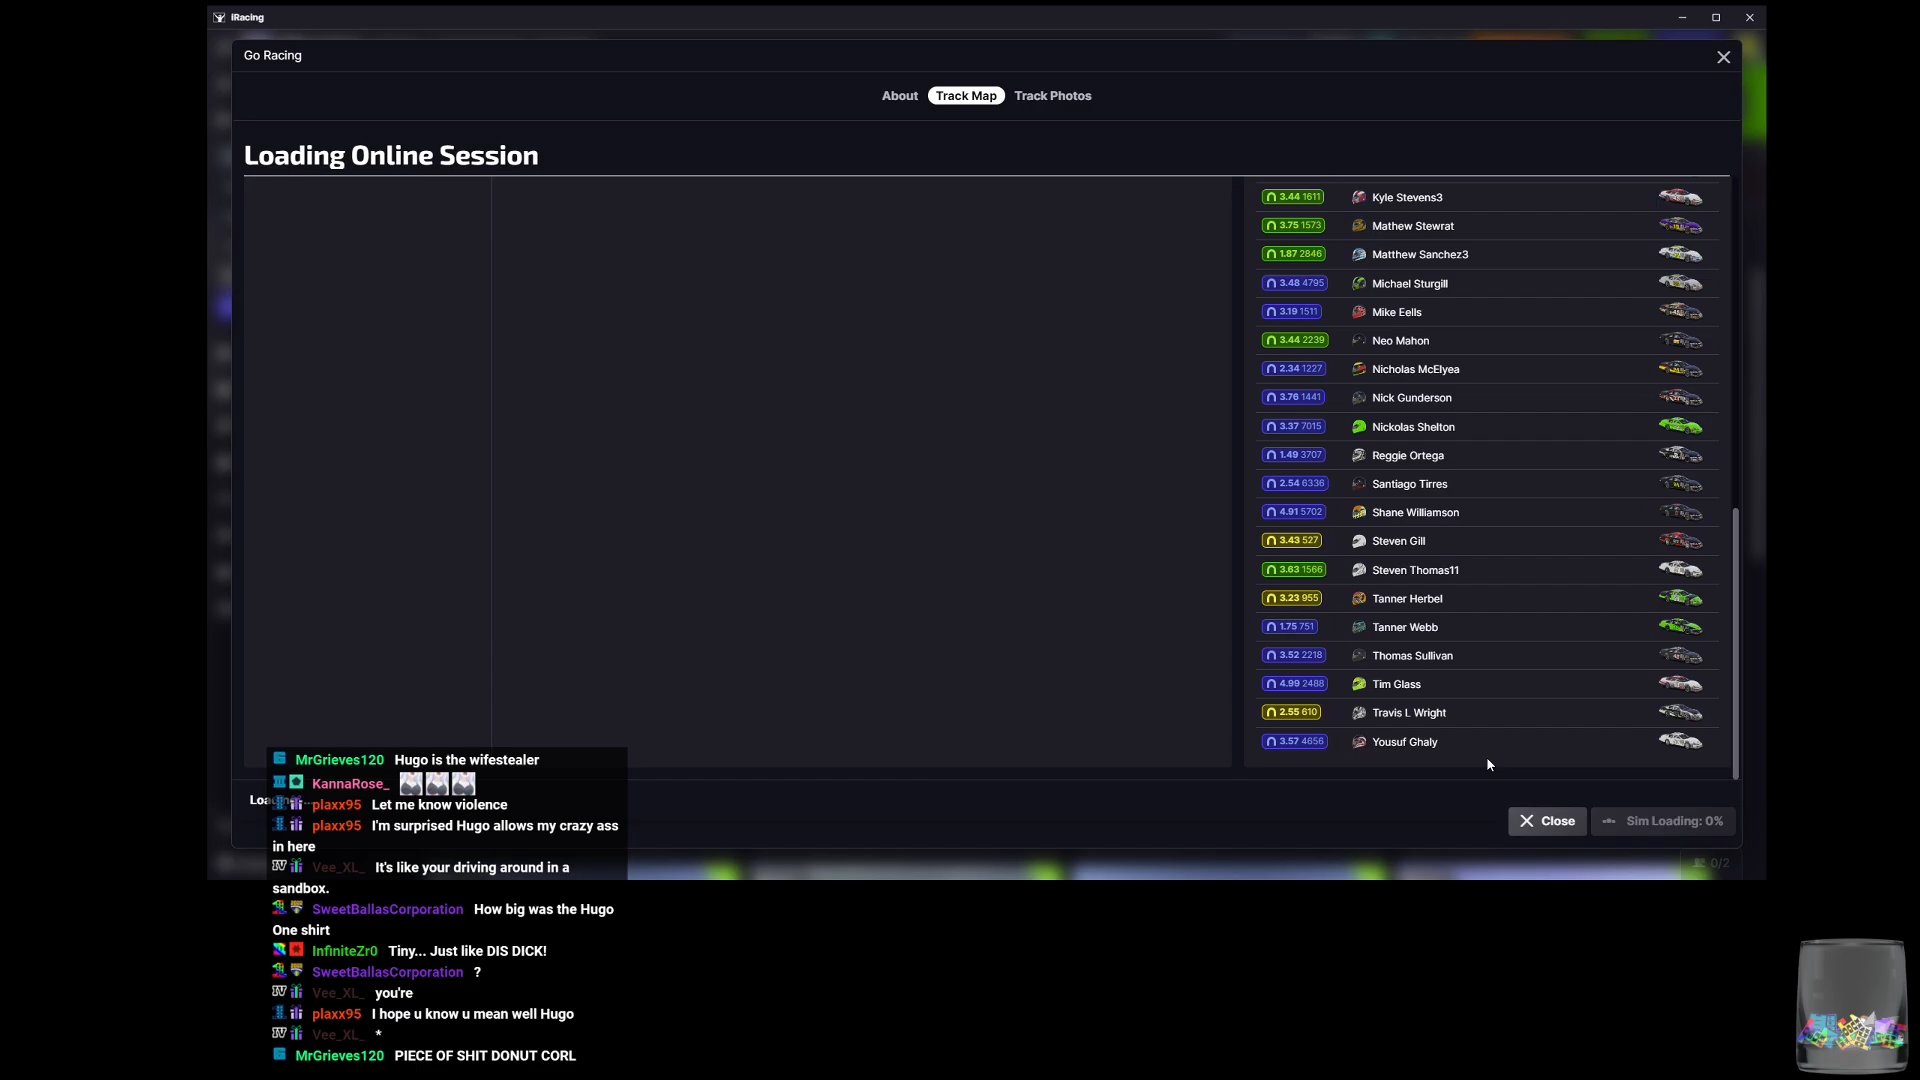 iRacing
Go Racing
About Track Map Track Photos
Loading Online Session
3.44 1611 Kyle Stevens3
3.75 1573 Mathew Stewrat
1.87 2846 Matthew Sanchez3
3.48 4795 Michael Sturgill
3.19 1511 Mike Eells
3.44 2239 Neo Mahon
2.34 1227 Nicholas McElyea
3.76 1441 Nick Gunderson
3.37 7015 Nickolas Shelton
1.49 3707 Reggie Ortega
2.54 6336 Santiago Tirres
4.91 5702 Shane Williamson
3.43 527 Steven Gill
3.63 1566 Steven Thomas11
3.23 955 Tanner Herbel
1.75 751 Tanner Webb
3.52 2218 Thomas Sullivan
4.99 2488 Tim Glass
2.55 610 Travis L Wright
3.57 4656 Yousuf Ghaly
Close Sim Loading: 0%
0/2
MrGrieves120 Hugo is the wifestealer
KannaRose_
plaxx95 Let me know violence
plaxx95 I'm surprised Hugo allows my crazy ass
in here
Vee_XL_ It's like your driving around in a
sandbox.
SweetBallasCorporation How big was the Hugo
One shirt
InfiniteZr0 Tiny... Just like DIS DICK!
SweetBallasCorporation ?
Vee_XL_ you're
plaxx95 I hope u know u mean well Hugo
Vee_XL_ *
MrGrieves120 PIECE OF SHIT DONUT CORL